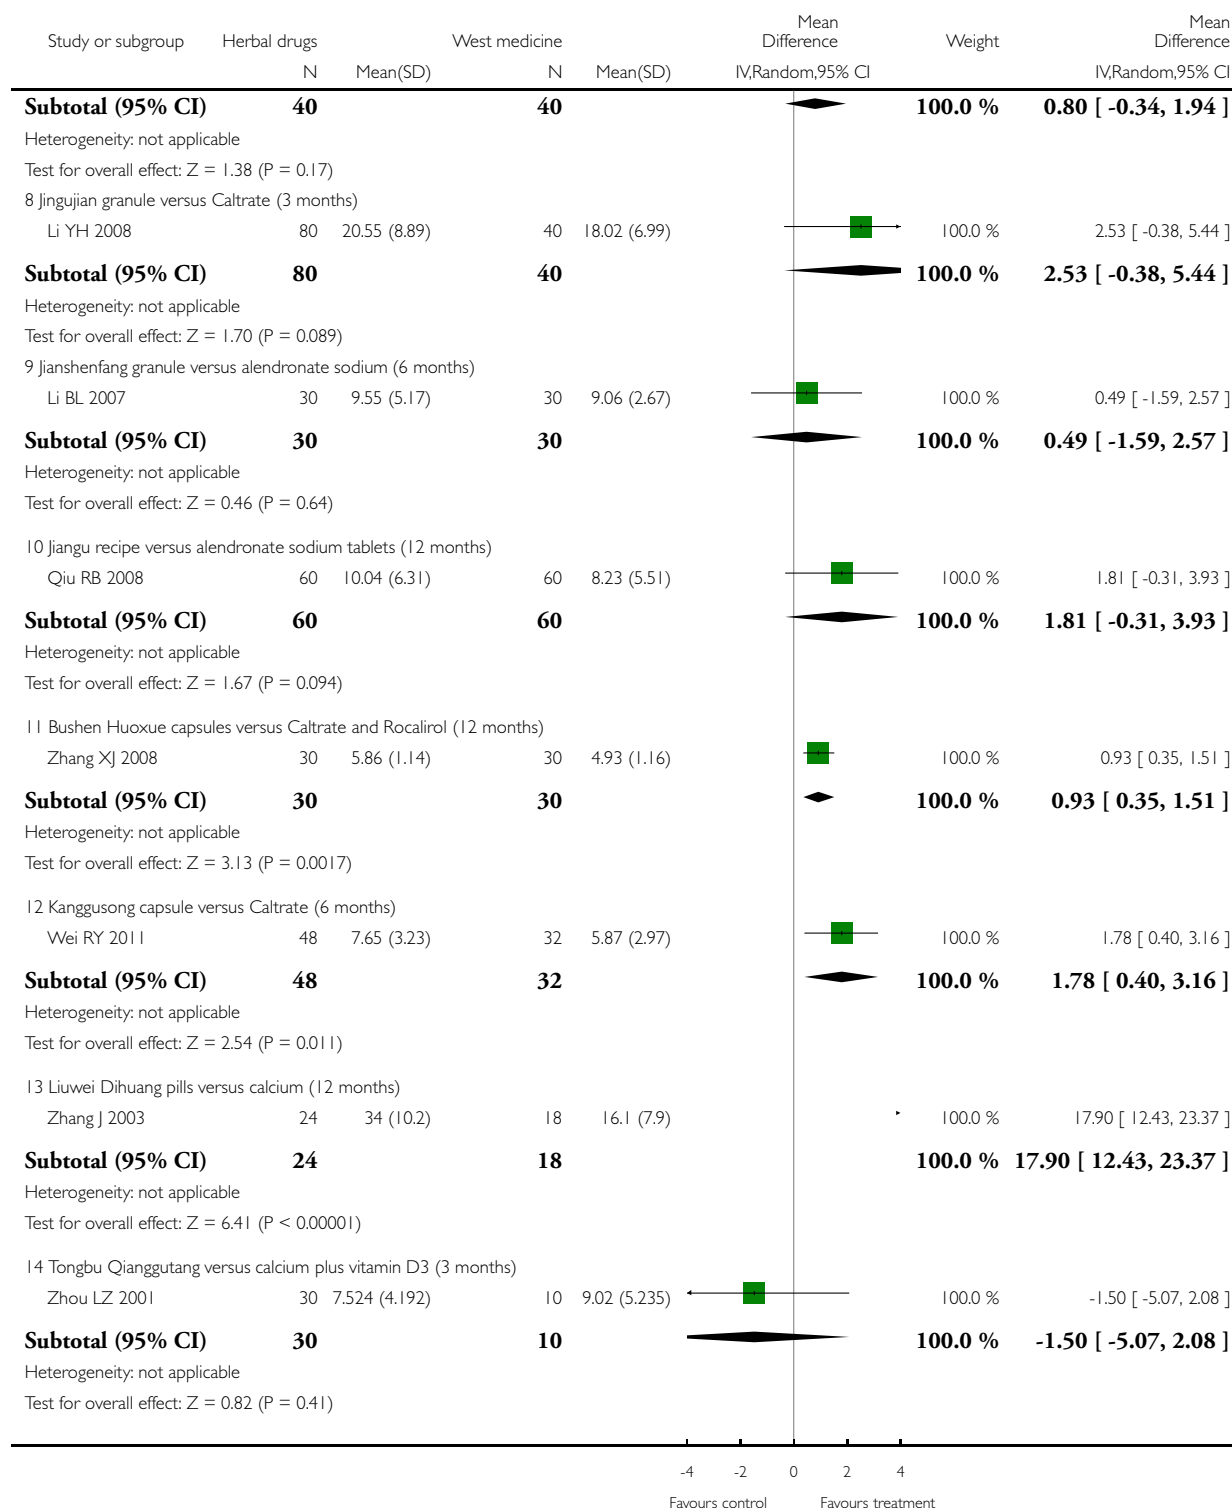 Study or subgroup Herbal drugs West medicine Mean Difference Weight Mean Difference
N Mean(SD) N Mean(SD) IV,Random,95% CI IV,Random,95% CI
Subtotal (95% CI) 40 40 100.0 % 0.80 [ -0.34, 1.94 ]
Heterogeneity: not applicable
Test for overall effect: Z = 1.38 (P = 0.17)
8 Jingujian granule versus Caltrate (3 months)
Li YH 2008 80 20.55 (8.89) 40 18.02 (6.99) 100.0 % 2.53 [ -0.38, 5.44 ]
Subtotal (95% CI) 80 40 100.0 % 2.53 [ -0.38, 5.44 ]
Heterogeneity: not applicable
Test for overall effect: Z = 1.70 (P = 0.089)
9 Jianshenfang granule versus alendronate sodium (6 months)
Li BL 2007 30 9.55 (5.17) 30 9.06 (2.67) 100.0 % 0.49 [ -1.59, 2.57 ]
Subtotal (95% CI) 30 30 100.0 % 0.49 [ -1.59, 2.57 ]
Heterogeneity: not applicable
Test for overall effect: Z = 0.46 (P = 0.64)
10 Jiangu recipe versus alendronate sodium tablets (12 months)
Qiu RB 2008 60 10.04 (6.31) 60 8.23 (5.51) 100.0 % 1.81 [ -0.31, 3.93 ]
Subtotal (95% CI) 60 60 100.0 % 1.81 [ -0.31, 3.93 ]
Heterogeneity: not applicable
Test for overall effect: Z = 1.67 (P = 0.094)
11 Bushen Huoxue capsules versus Caltrate and Rocalirol (12 months)
Zhang XJ 2008 30 5.86 (1.14) 30 4.93 (1.16) 100.0 % 0.93 [ 0.35, 1.51 ]
Subtotal (95% CI) 30 30 100.0 % 0.93 [ 0.35, 1.51 ]
Heterogeneity: not applicable
Test for overall effect: Z = 3.13 (P = 0.0017)
12 Kanggusong capsule versus Caltrate (6 months)
Wei RY 2011 48 7.65 (3.23) 32 5.87 (2.97) 100.0 % 1.78 [ 0.40, 3.16 ]
Subtotal (95% CI) 48 32 100.0 % 1.78 [ 0.40, 3.16 ]
Heterogeneity: not applicable
Test for overall effect: Z = 2.54 (P = 0.011)
13 Liuwei Dihuang pills versus calcium (12 months)
Zhang J 2003 24 34 (10.2) 18 16.1 (7.9) 100.0 % 17.90 [ 12.43, 23.37 ]
Subtotal (95% CI) 24 18 100.0 % 17.90 [ 12.43, 23.37 ]
Heterogeneity: not applicable
Test for overall effect: Z = 6.41 (P < 0.00001)
14 Tongbu Qianggutang versus calcium plus vitamin D3 (3 months)
Zhou LZ 2001 30 7.524 (4.192) 10 9.02 (5.235) 100.0 % -1.50 [ -5.07, 2.08 ]
Subtotal (95% CI) 30 10 100.0 % -1.50 [ -5.07, 2.08 ]
Heterogeneity: not applicable
Test for overall effect: Z = 0.82 (P = 0.41)
-4 -2 0 2 4
Favours control Favours treatment